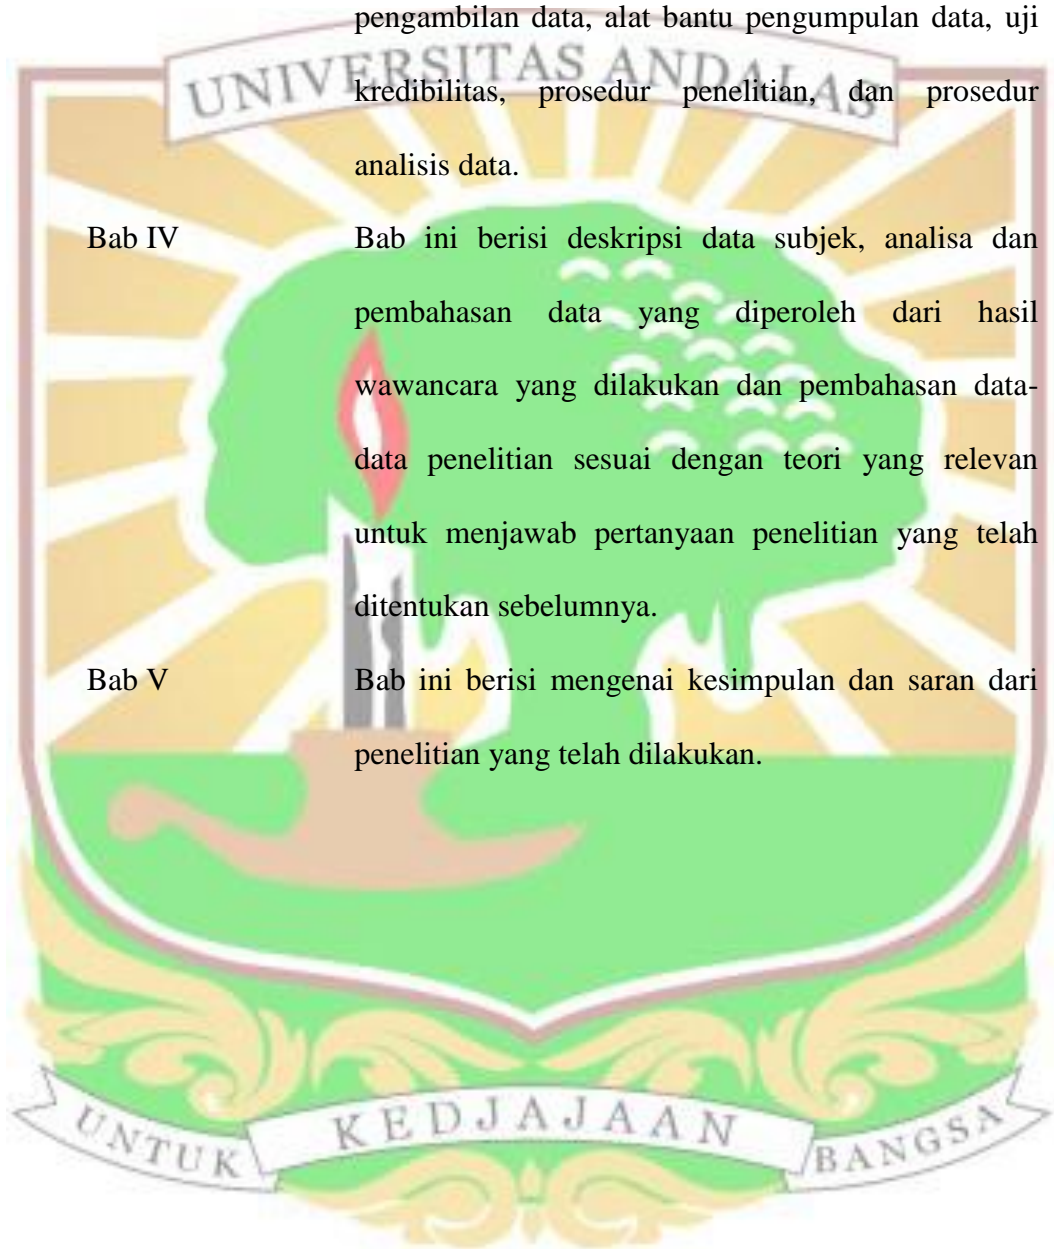 pengambilan data, alat bantu pengumpulan data, uji
UNIVERSITAS ANDALAS
kredibilitas, prosedur penelitian, dan prosedur
analisis data.
Bab IV Bab ini berisi deskripsi data subjek, analisa dan
pembahasan data yang diperoleh dari hasil
wawancara yang dilakukan dan pembahasan data-
data penelitian sesuai dengan teori yang relevan
untuk menjawab pertanyaan penelitian yang telah
ditentukan sebelumnya.
Bab V Bab ini berisi mengenai kesimpulan dan saran dari
penelitian yang telah dilakukan.
UNTUK KEDJAJAAN BANGSA